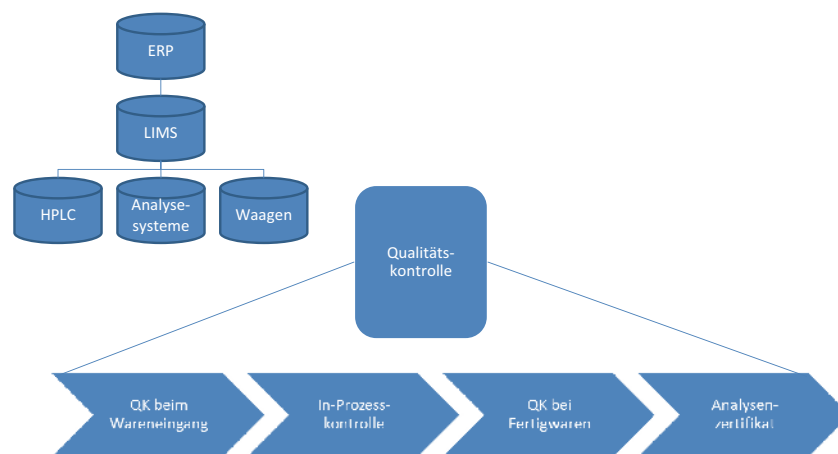 ERP
LIMS
HPLC
Analyse-
systeme
Waagen
Qualitäts-
kontrolle
QK beim
Wareneingang
In-Prozess-
kontrolle
QK bei
Fertigwaren
Analysen-
zertifikat